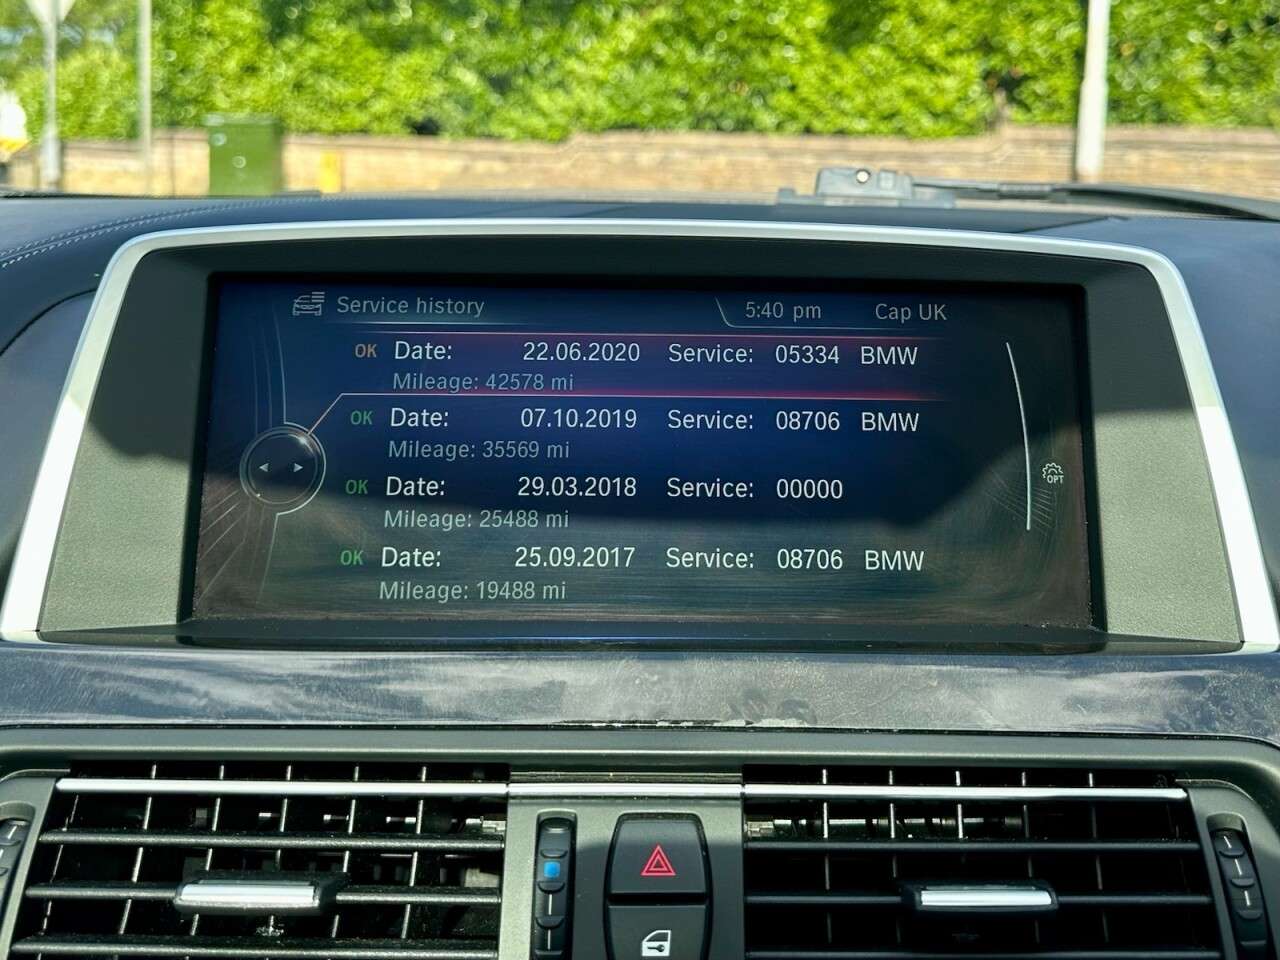 Service history 5:40 pm Cap UK
OK Date: 22.06.2020 Service: 05334 BMW
Mileage: 42578 mi
OK Date: 07.10.2019 Service: 08706 BMW
Mileage: 35569 mi
OK Date: 29.03.2018 Service: 00000
Mileage: 25488 mi
OPT
OK Date: 25.09.2017 Service: 08706 BMW
Mileage: 19488 mi